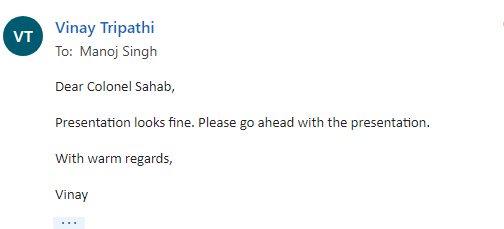 VT
Vinay Tripathi
To: Manoj Singh
Dear Colonel Sahab,
Presentation looks fine. Please go ahead with the presentation.
With warm regards,
Vinay
...